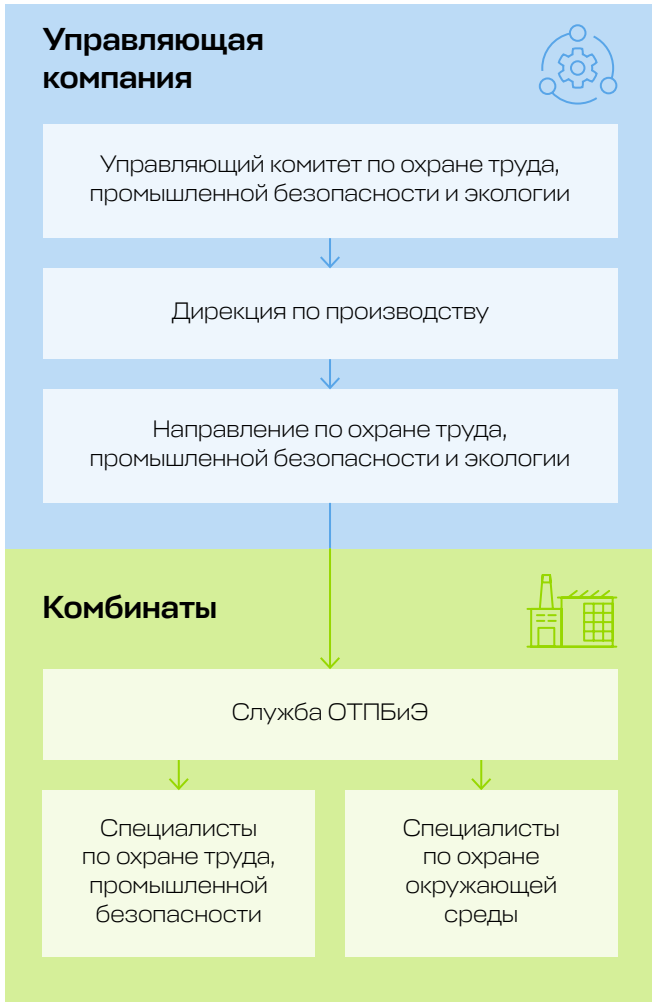 Управляющая
компания
Управляющий комитет по охране труда,
промышленной безопасности и экологии
Дирекция по производству
Направление по охране труда,
промышленной безопасности и экологии
Комбинаты
Служба ОТПБиЭ
Специалисты
по охране труда,
промышленной
безопасности
Специалисты
по охране
окружающей
среды